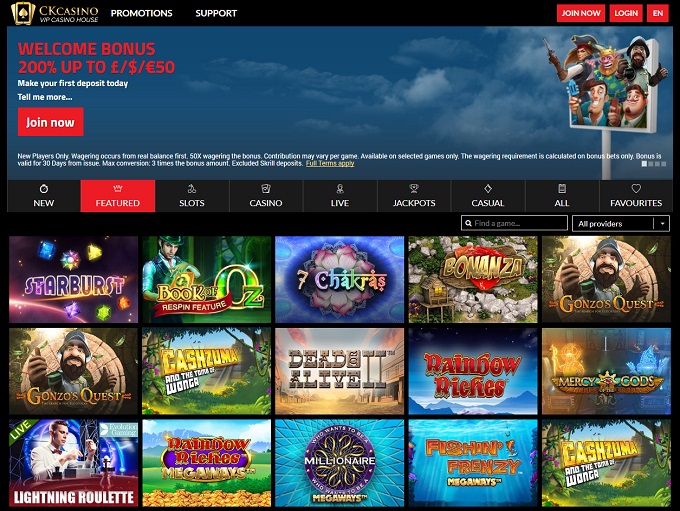 CKCASINO
VIP CASINO HOUSE
PROMOTIONS
SUPPORT
JOIN NOW
LOGIN
EN
WELCOME BONUS
200% UP TO £/$/€50
Make your first deposit today
Tell me more...
Join now
New Players Only. Wagering occurs from real balance first. 50X wagering the bonus. Contribution may vary per game. Available on selected games only. The wagering requirement is calculated on bonus bets only. Bonus is
valid for 30 Days from issue. Max conversion: 3 times the bonus amount. Excluded Skrill deposits. Full Terms apply
NEW
FEATURED
SLOTS
CASINO
LIVE
JACKPOTS
CASUAL
ALL
FAVOURITES
Find a game...
All providers
STARBURST
BOOK OF OZ
RESPIN FEATURE
7 Chakras
BONANZA
GONZO'S QUEST
GONZO'S QUEST
CASHZUMA
AND THE TOMB OF
WONGA
DEAD OR
ALIVE II
Rainbow
Riches
MERCY OF THE GODS
LIVE
Evolution
Gaming
LIGHTNING ROULETTE
Rainbow
Riches
MEGAWAYS™
WHO WANTS TO BE A
MILLIONAIRE
MEGAWAYS™
FISHIN'
FRENZY
MEGAWAYS™
CASHZUMA
AND THE TOMB OF
WONGA